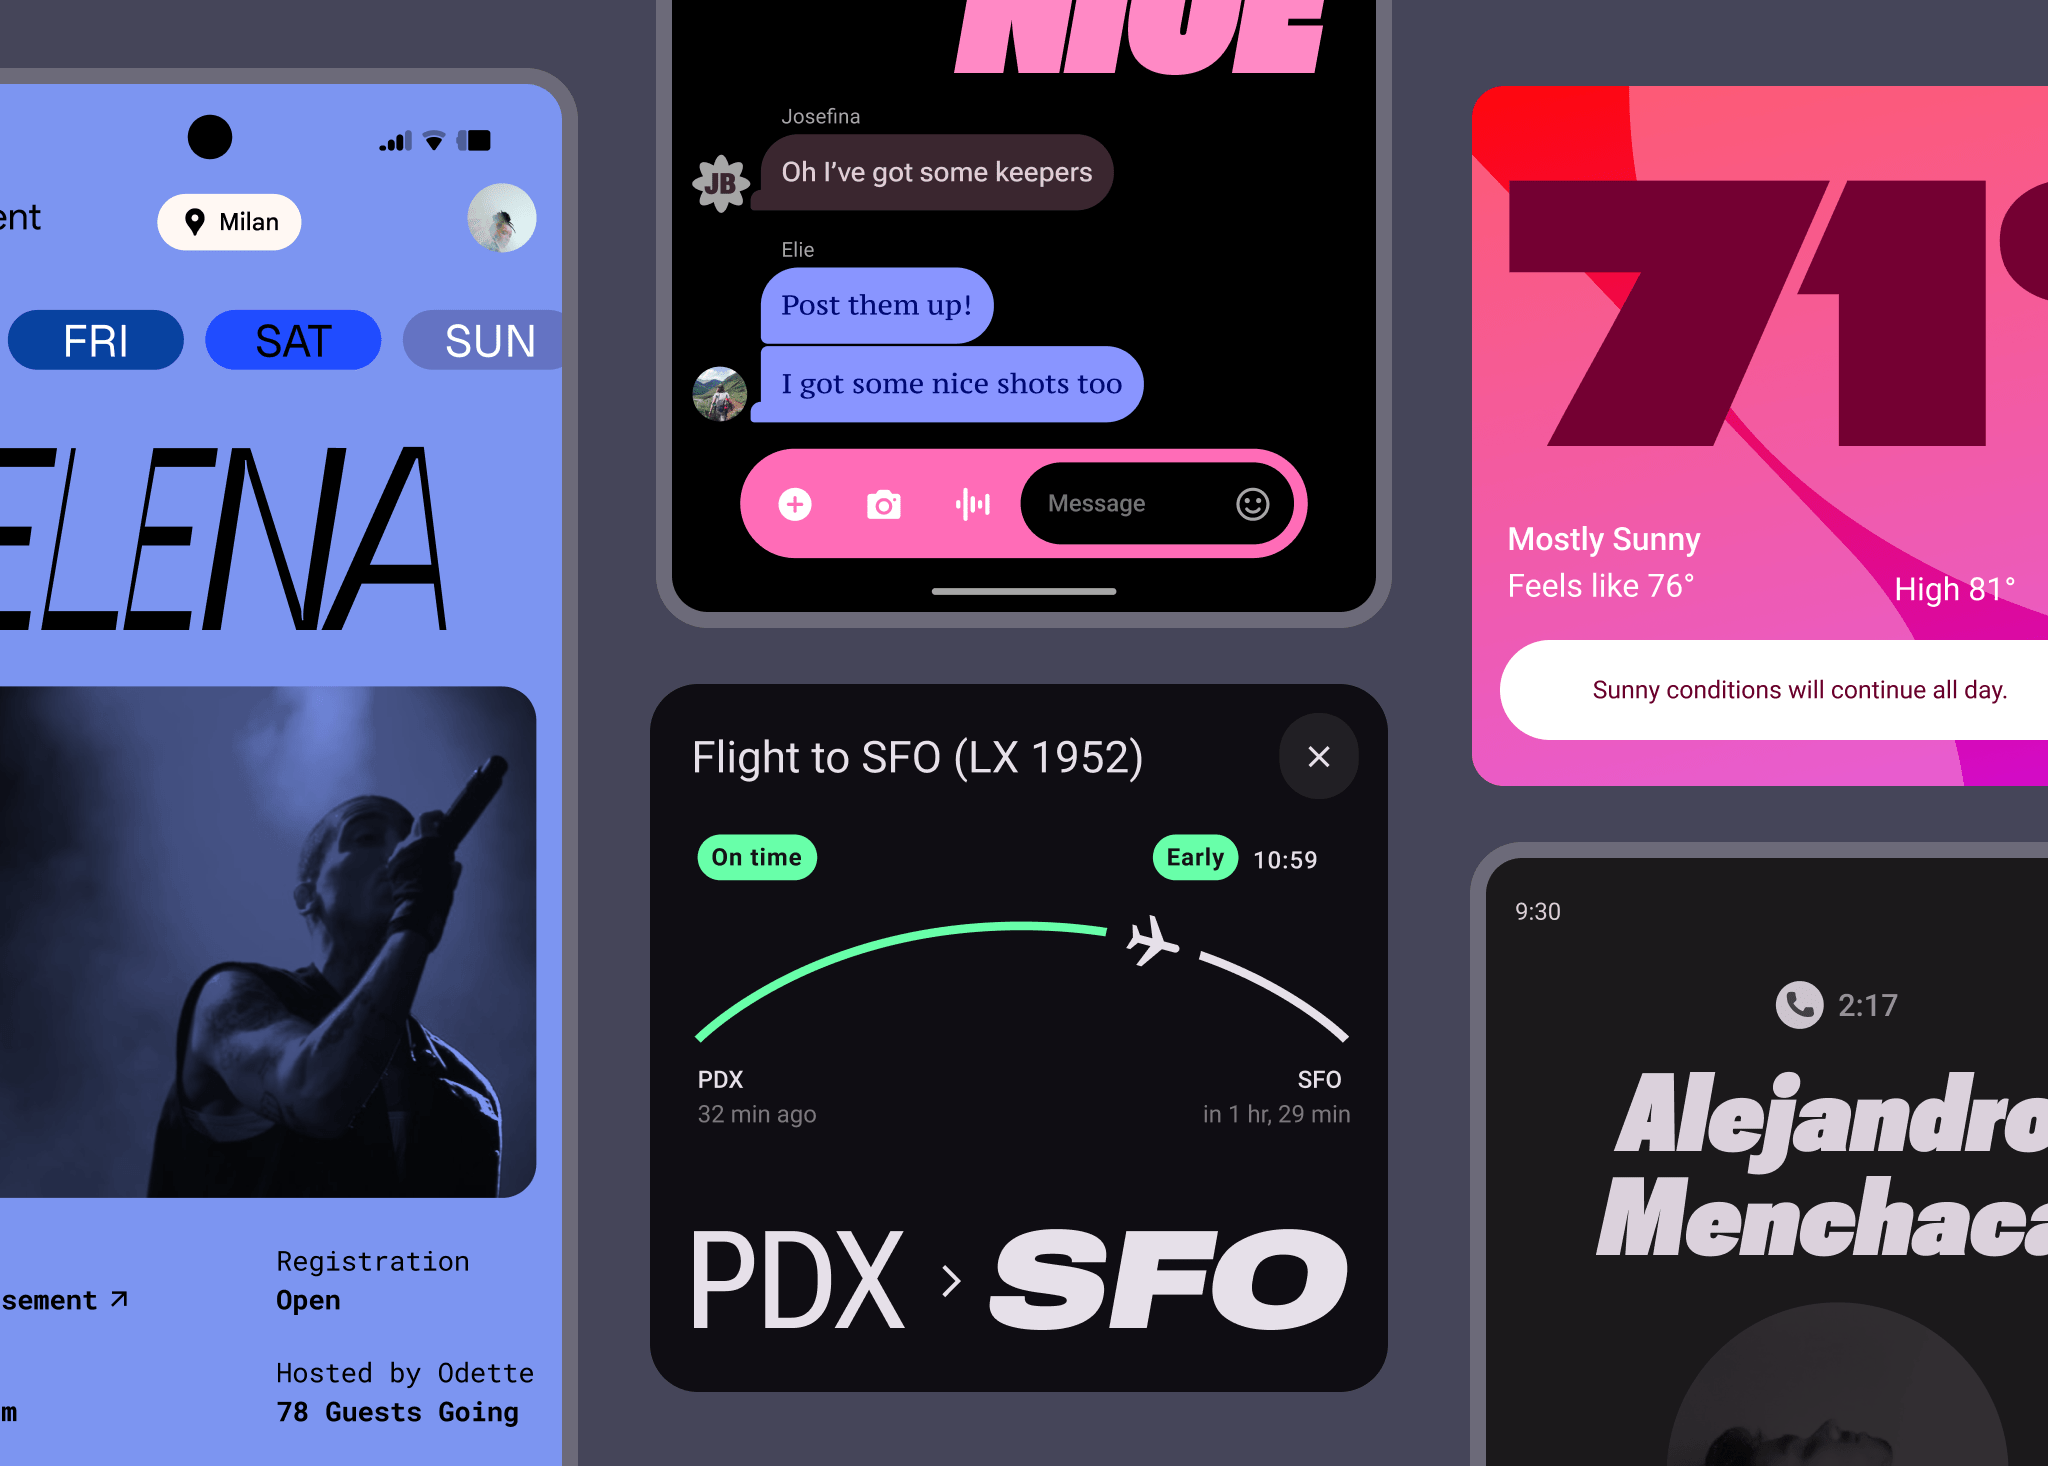 ent
Milan
FRI
SAT
SUN
ELENA
sement
Registration
Open
Hosted by Odette
m
78 Guests Going
NICE
Josefina
JB
Oh I’ve got some keepers
Elie
Post them up!
I got some nice shots too
Message
Flight to SFO (LX 1952)
On time
Early 10:59
PDX
SFO
32 min ago
in 1 hr, 29 min
PDX > SFO
71°
Mostly Sunny
Feels like 76°
High 81°
Sunny conditions will continue all day.
9:30
2:17
Alejandro
Menchaca